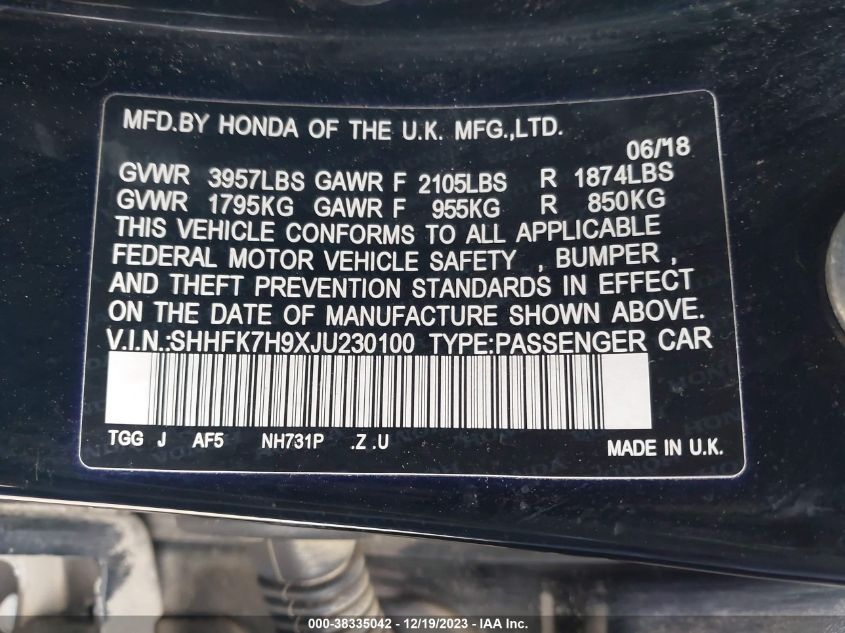 MFD.BY HONDA OF THE U.K. MFG.,LTD.
06/18
GVWR 3957LBS GAWR F 2105LBS R 1874LBS
GVWR 1795KG GAWR F 955KG R 850KG
THIS VEHICLE CONFORMS TO ALL APPLICABLE
FEDERAL MOTOR VEHICLE SAFETY , BUMPER ,
AND THEFT PREVENTION STANDARDS IN EFFECT
ON THE DATE OF MANUFACTURE SHOWN ABOVE.
V.I.N.:SHHFK7H9XJU230100 TYPE:PASSENGER CAR
TGG J AF5 NH731P .Z .U
MADE IN U.K.
000-38335042 - 12/19/2023 - IAA Inc.